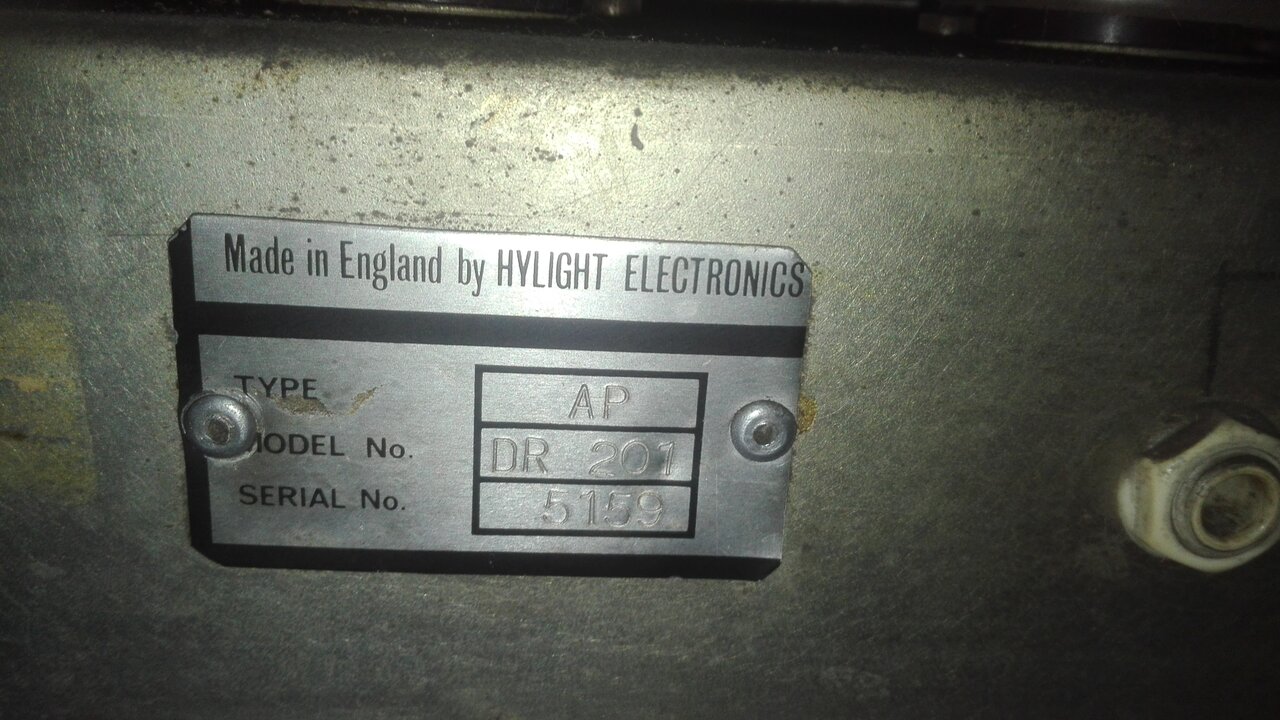 Made in England by HYLIGHT ELECTRONICS
TYPE AP
MODEL No. DR 201
SERIAL No. 5159